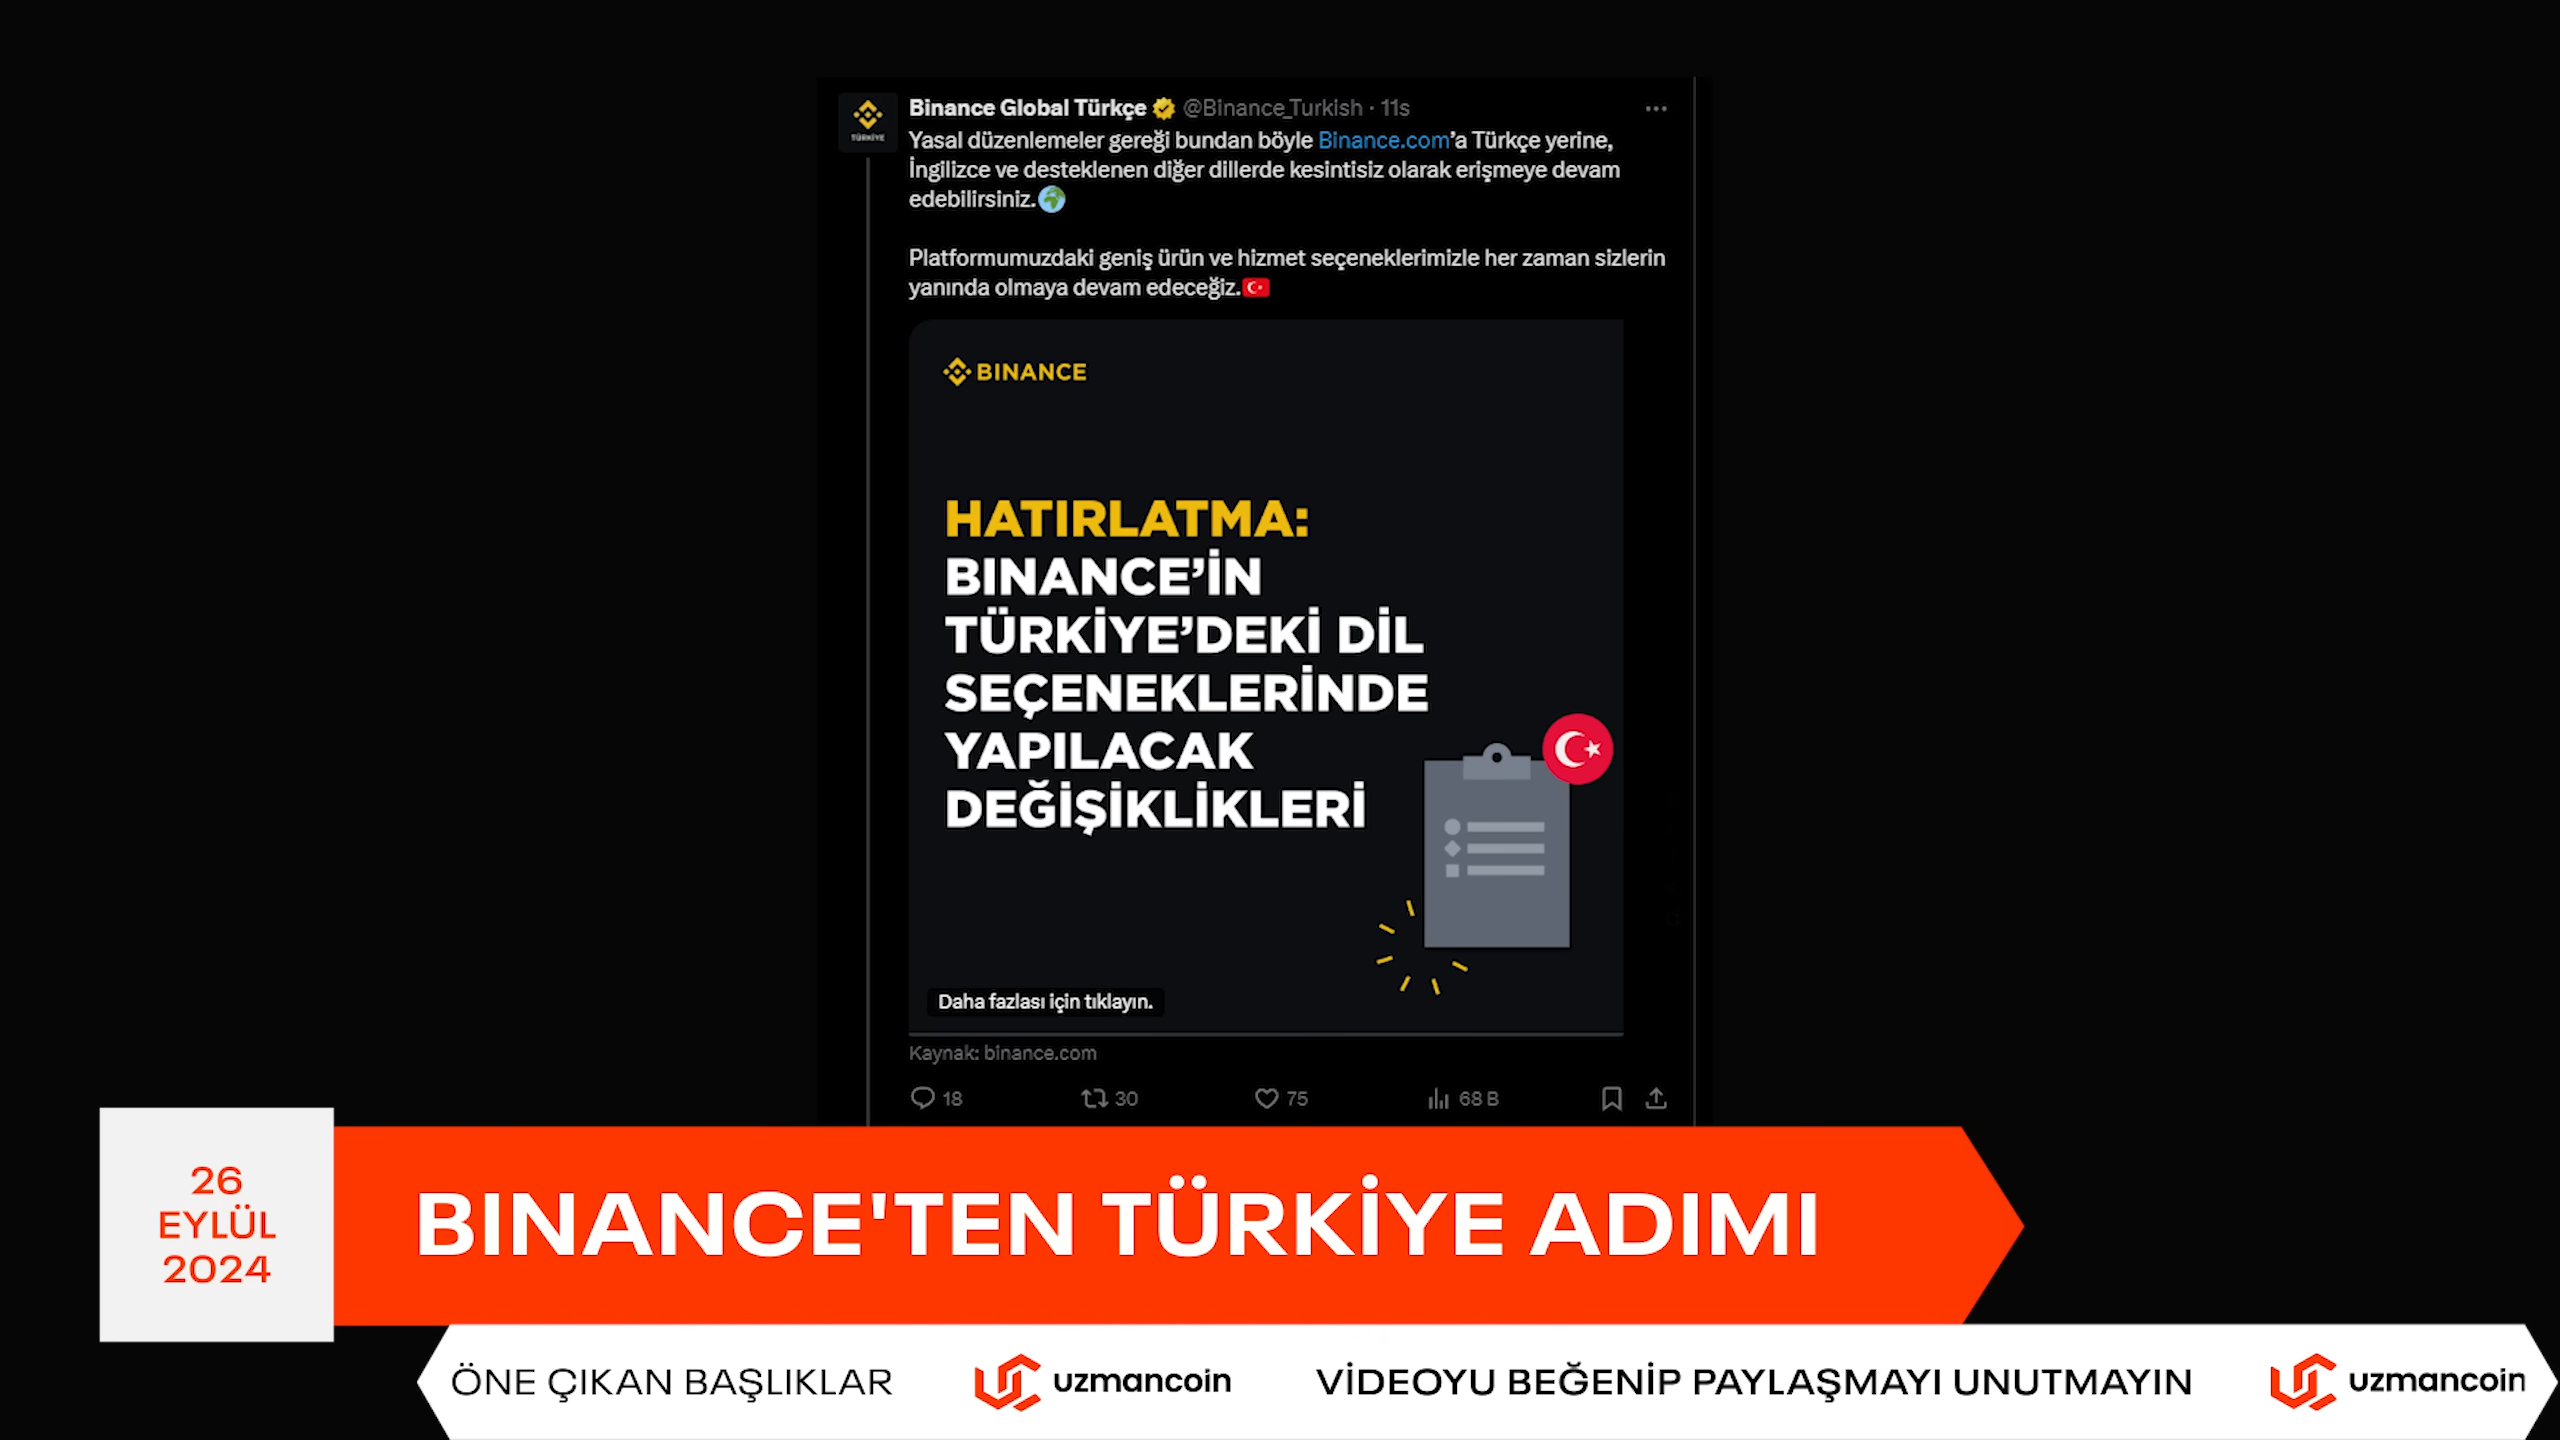 Binance Global Türkçe @Binance_Turkish · 11s
Yasal düzenlemeler gereği bundan böyle Binance.com’a Türkçe yerine,
İngilizce ve desteklenen diğer dillerde kesintisiz olarak erişmeye devam
edebilirsiniz.
Platformumuzdaki geniş ürün ve hizmet seçeneklerimizle her zaman sizlerin
yanında olmaya devam edeceğiz.
TÜRKİYE
BINANCE
HATIRLATMA:
BINANCE’İN
TÜRKİYE’DEKİ DİL
SEÇENEKLERİNDE
YAPILACAK
DEĞİŞİKLİKLERİ
Daha fazlası için tıklayın.
Kaynak: binance.com
18 30 75 68 B
26
EYLÜL
2024
BINANCE'TEN TÜRKİYE ADIMI
ÖNE ÇIKAN BAŞLIKLAR uzmancoin VİDEOYU BEĞENİP PAYLAŞMAYI UNUTMAYIN uzmancoin